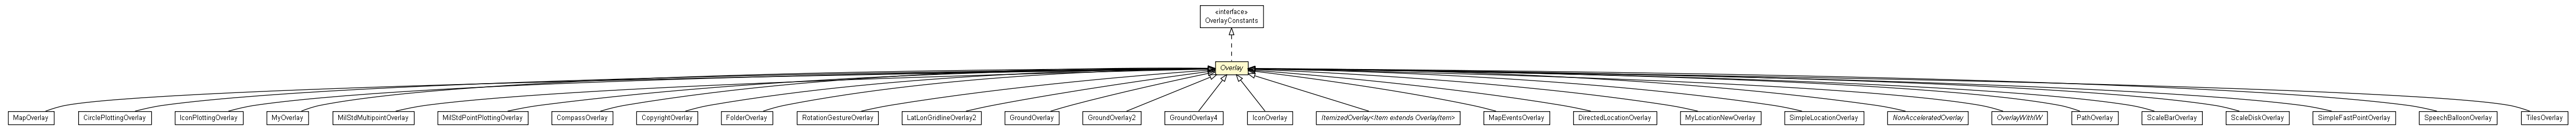 «interface»
OverlayConstants
Overlay
MapOverlay
CirclePlottingOverlay
IconPlottingOverlay
MyOverlay
MilStdMultipointOverlay
MilStdPointPlottingOverlay
CompassOverlay
CopyrightOverlay
FolderOverlay
RotationGestureOverlay
LatLonGridlineOverlay2
GroundOverlay
GroundOverlay2
GroundOverlay4
IconOverlay
ItemizedOverlay<Item extends OverlayItem>
MapEventsOverlay
DirectedLocationOverlay
MyLocationNewOverlay
SimpleLocationOverlay
NonAcceleratedOverlay
OverlayWithIW
PathOverlay
ScaleBarOverlay
ScaleDiskOverlay
SimpleFastPointOverlay
SpeechBalloonOverlay
TilesOverlay